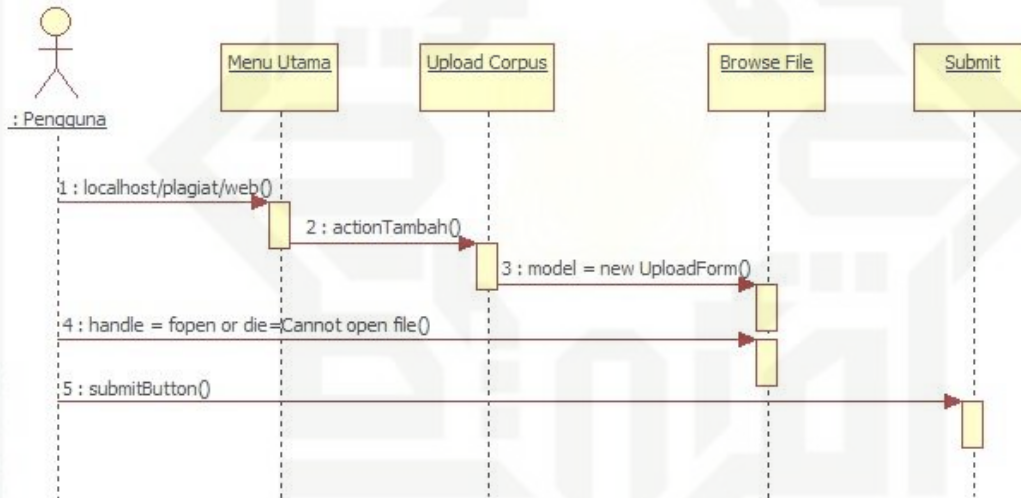 Menu Utama
Upload Corpus
Browse File
Submit
: Pengguna
1 : localhost/plagiat/web()
2 : actionTambah()
3 : model = new UploadForm()
4 : handle = fopen or die=Cannot open file()
5 : submitButton()